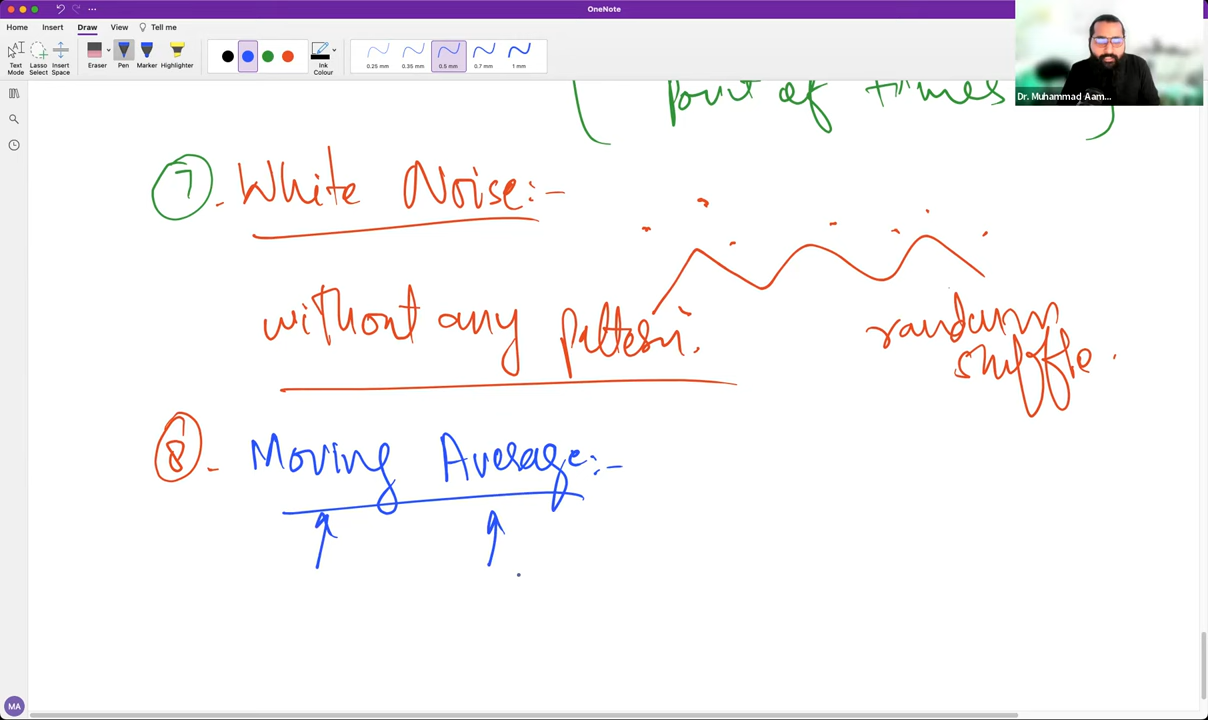 OneNote
Home Insert Draw View Tell me
Text Mode
Lasso Select
Insert Space
Eraser
Pen
Marker
Highlighter
Ink Colour
0.25 mm
0.35 mm
0.5 mm
0.7 mm
1 mm
Dr. Muhammad Aam...
point of times
7. White Noise:-
without any pattern.
random
shuffle.
8. Moving Average:-
MA